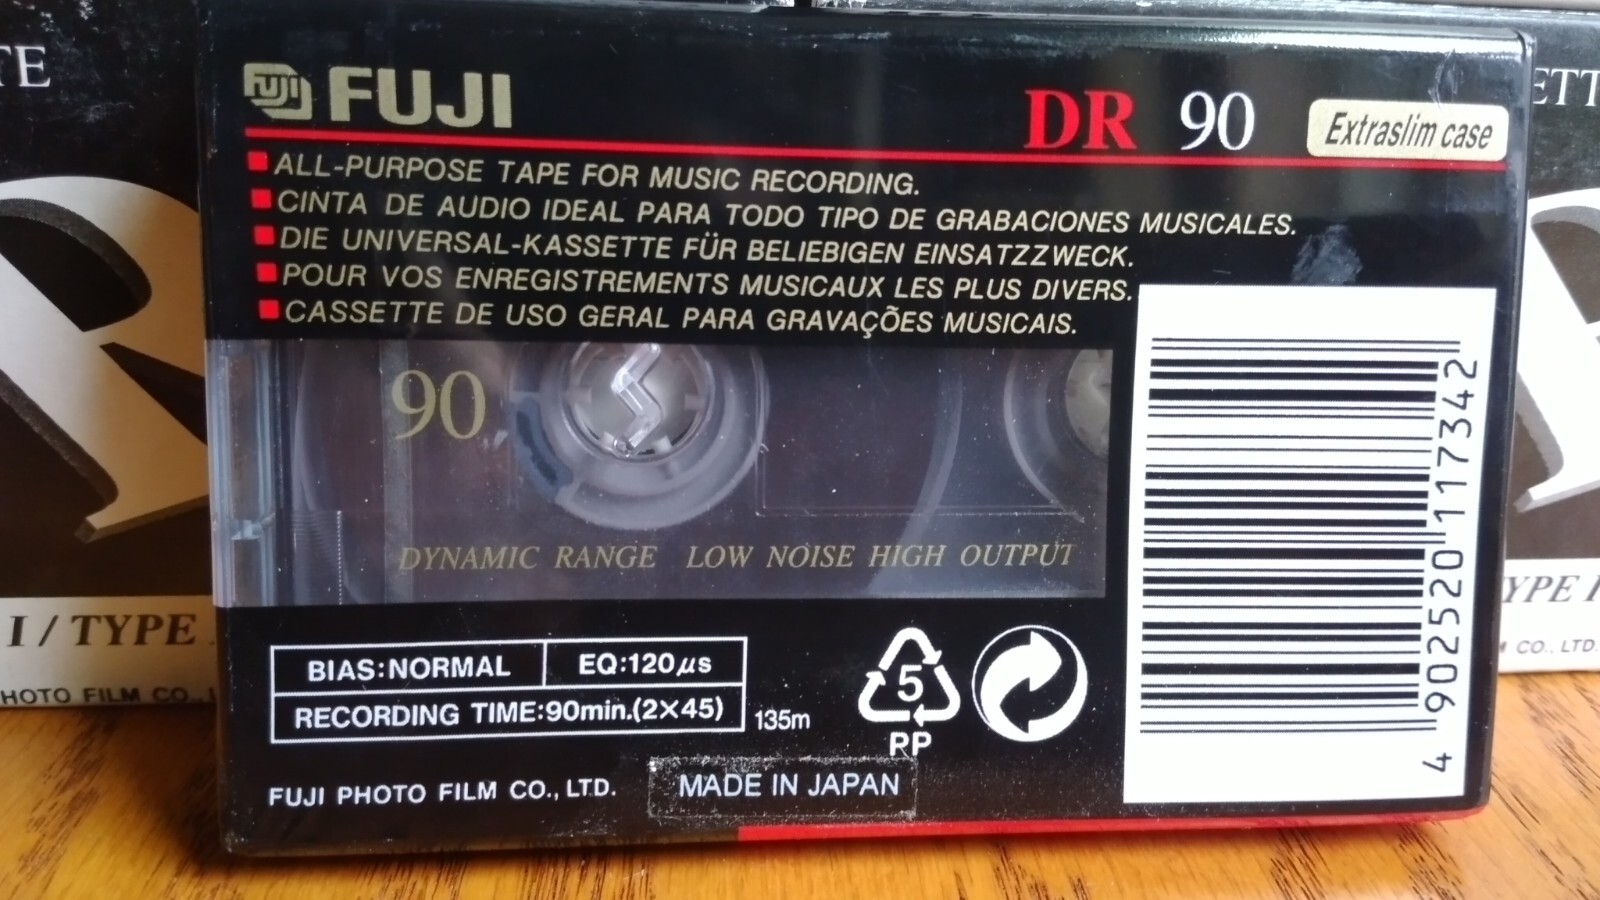 TE
ETT
FUJI FUJI
DR 90 Extraslim case
ALL-PURPOSE TAPE FOR MUSIC RECORDING.
CINTA DE AUDIO IDEAL PARA TODO TIPO DE GRABACIONES MUSICALES.
DIE UNIVERSAL-KASSETTE FÜR BELIEBIGEN EINSATZZWECK.
POUR VOS ENREGISTREMENTS MUSICAUX LES PLUS DIVERS.
CASSETTE DE USO GERAL PARA GRAVAÇÕES MUSICAIS.
90
DYNAMIC RANGE LOW NOISE HIGH OUTPUT
4 902520 117342
I / TYPE
YPE I
HOTO FILM CO.,
CO., LTD.
BIAS:NORMAL EQ:120μs
RECORDING TIME:90min.(2×45) 135m
5
PP
FUJI PHOTO FILM CO., LTD.
MADE IN JAPAN